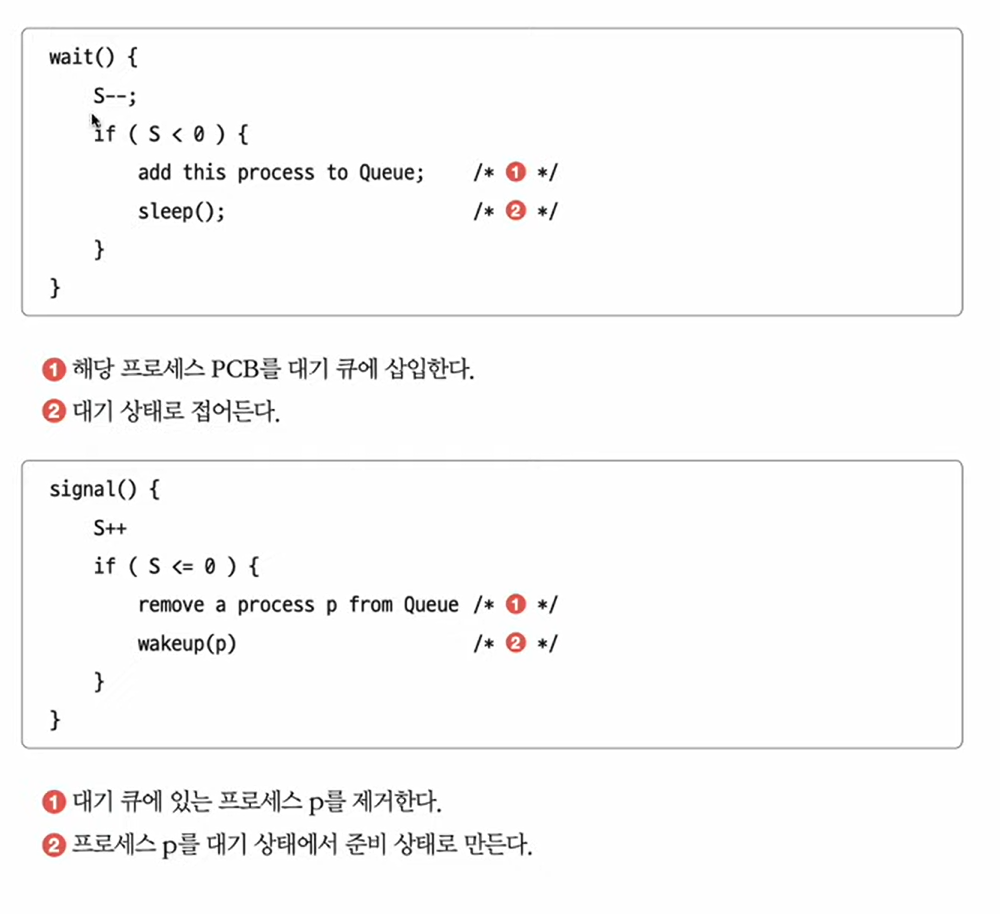 wait() {
S--;
if ( S < 0 ) {
add this process to Queue; /* ❶ */
sleep(); /* ❷ */
}
}
❶ 해당 프로세스 PCB를 대기 큐에 삽입한다.
❷ 대기 상태로 접어든다.
signal() {
S++
if ( S <= 0 ) {
remove a process p from Queue /* ❶ */
wakeup(p) /* ❷ */
}
}
❶ 대기 큐에 있는 프로세스 p를 제거한다.
❷ 프로세스 p를 대기 상태에서 준비 상태로 만든다.